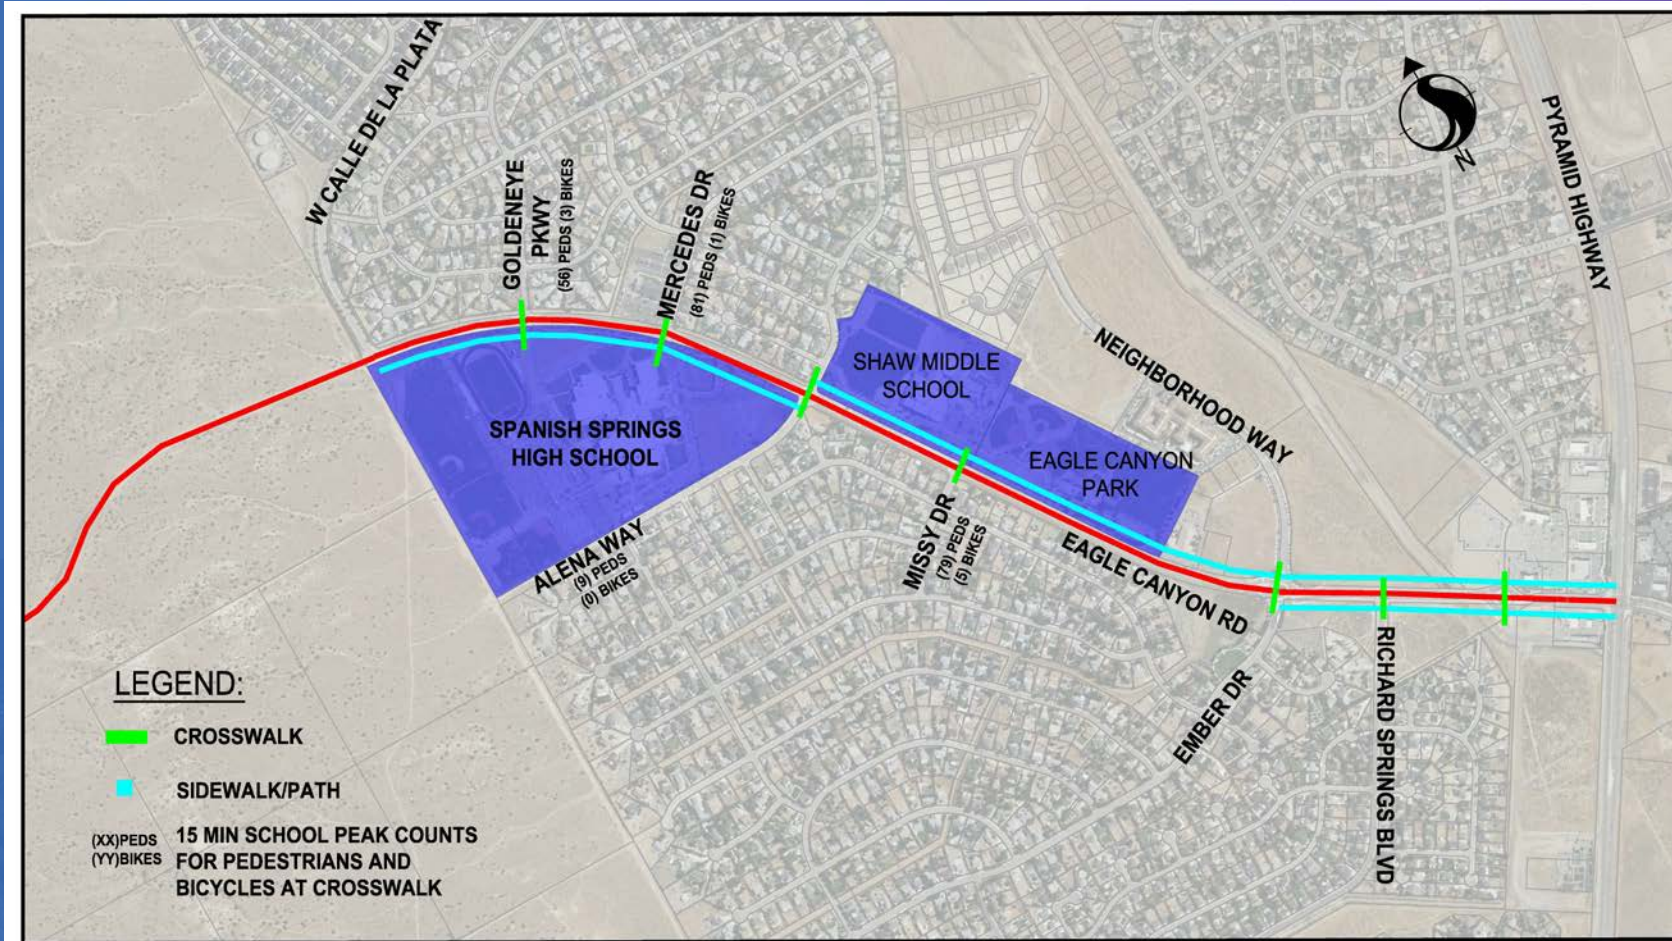 W CALLE DE LA PLATA
GOLDENEYE
PKWY
(56) PEDS (3) BIKES
MERCEDES DR
(81) PEDS (1) BIKES
PYRAMID HIGHWAY
N
NEIGHBORHOOD WAY
SHAW MIDDLE
SCHOOL
EAGLE CANYON
PARK
SPANISH SPRINGS
HIGH SCHOOL
ALENA WAY
(9) PEDS
(0) BIKES
MISSY DR
(79) PEDS
(5) BIKES
EAGLE CANYON RD
EMBER DR
RICHARD SPRINGS BLVD
LEGEND:
CROSSWALK
SIDEWALK/PATH
(XX)PEDS
(YY)BIKES
15 MIN SCHOOL PEAK COUNTS
FOR PEDESTRIANS AND
BICYCLES AT CROSSWALK